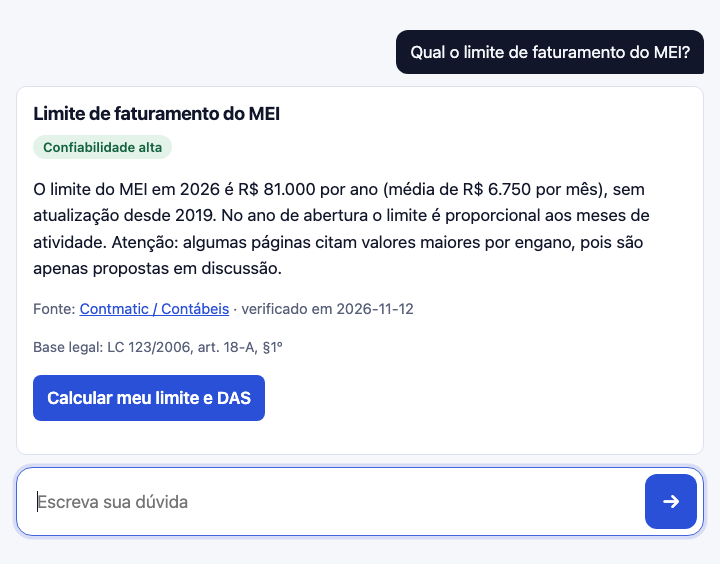 Qual o limite de faturamento do MEI?
Limite de faturamento do MEI
Confiabilidade alta
O limite do MEI em 2026 é R$ 81.000 por ano (média de R$ 6.750 por mês), sem
atualização desde 2019. No ano de abertura o limite é proporcional aos meses de
atividade. Atenção: algumas páginas citam valores maiores por engano, pois são
apenas propostas em discussão.
Fonte: Contmatic / Contábeis · verificado em 2026-11-12
Base legal: LC 123/2006, art. 18-A, §1º
Calcular meu limite e DAS
Escreva sua dúvida